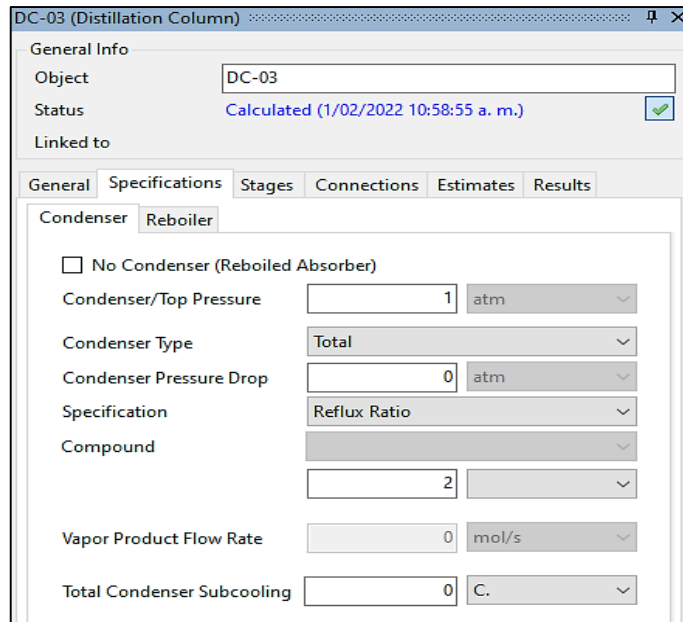 DC-03 (Distillation Column)
General Info
Object DC-03
Status Calculated (1/02/2022 10:58:55 a. m.)
Linked to
General Specifications Stages Connections Estimates Results
Condenser Reboiler
No Condenser (Reboiled Absorber)
Condenser/Top Pressure 1 atm
Condenser Type Total
Condenser Pressure Drop 0 atm
Specification Reflux Ratio
Compound
2
Vapor Product Flow Rate 0 mol/s
Total Condenser Subcooling 0 C.